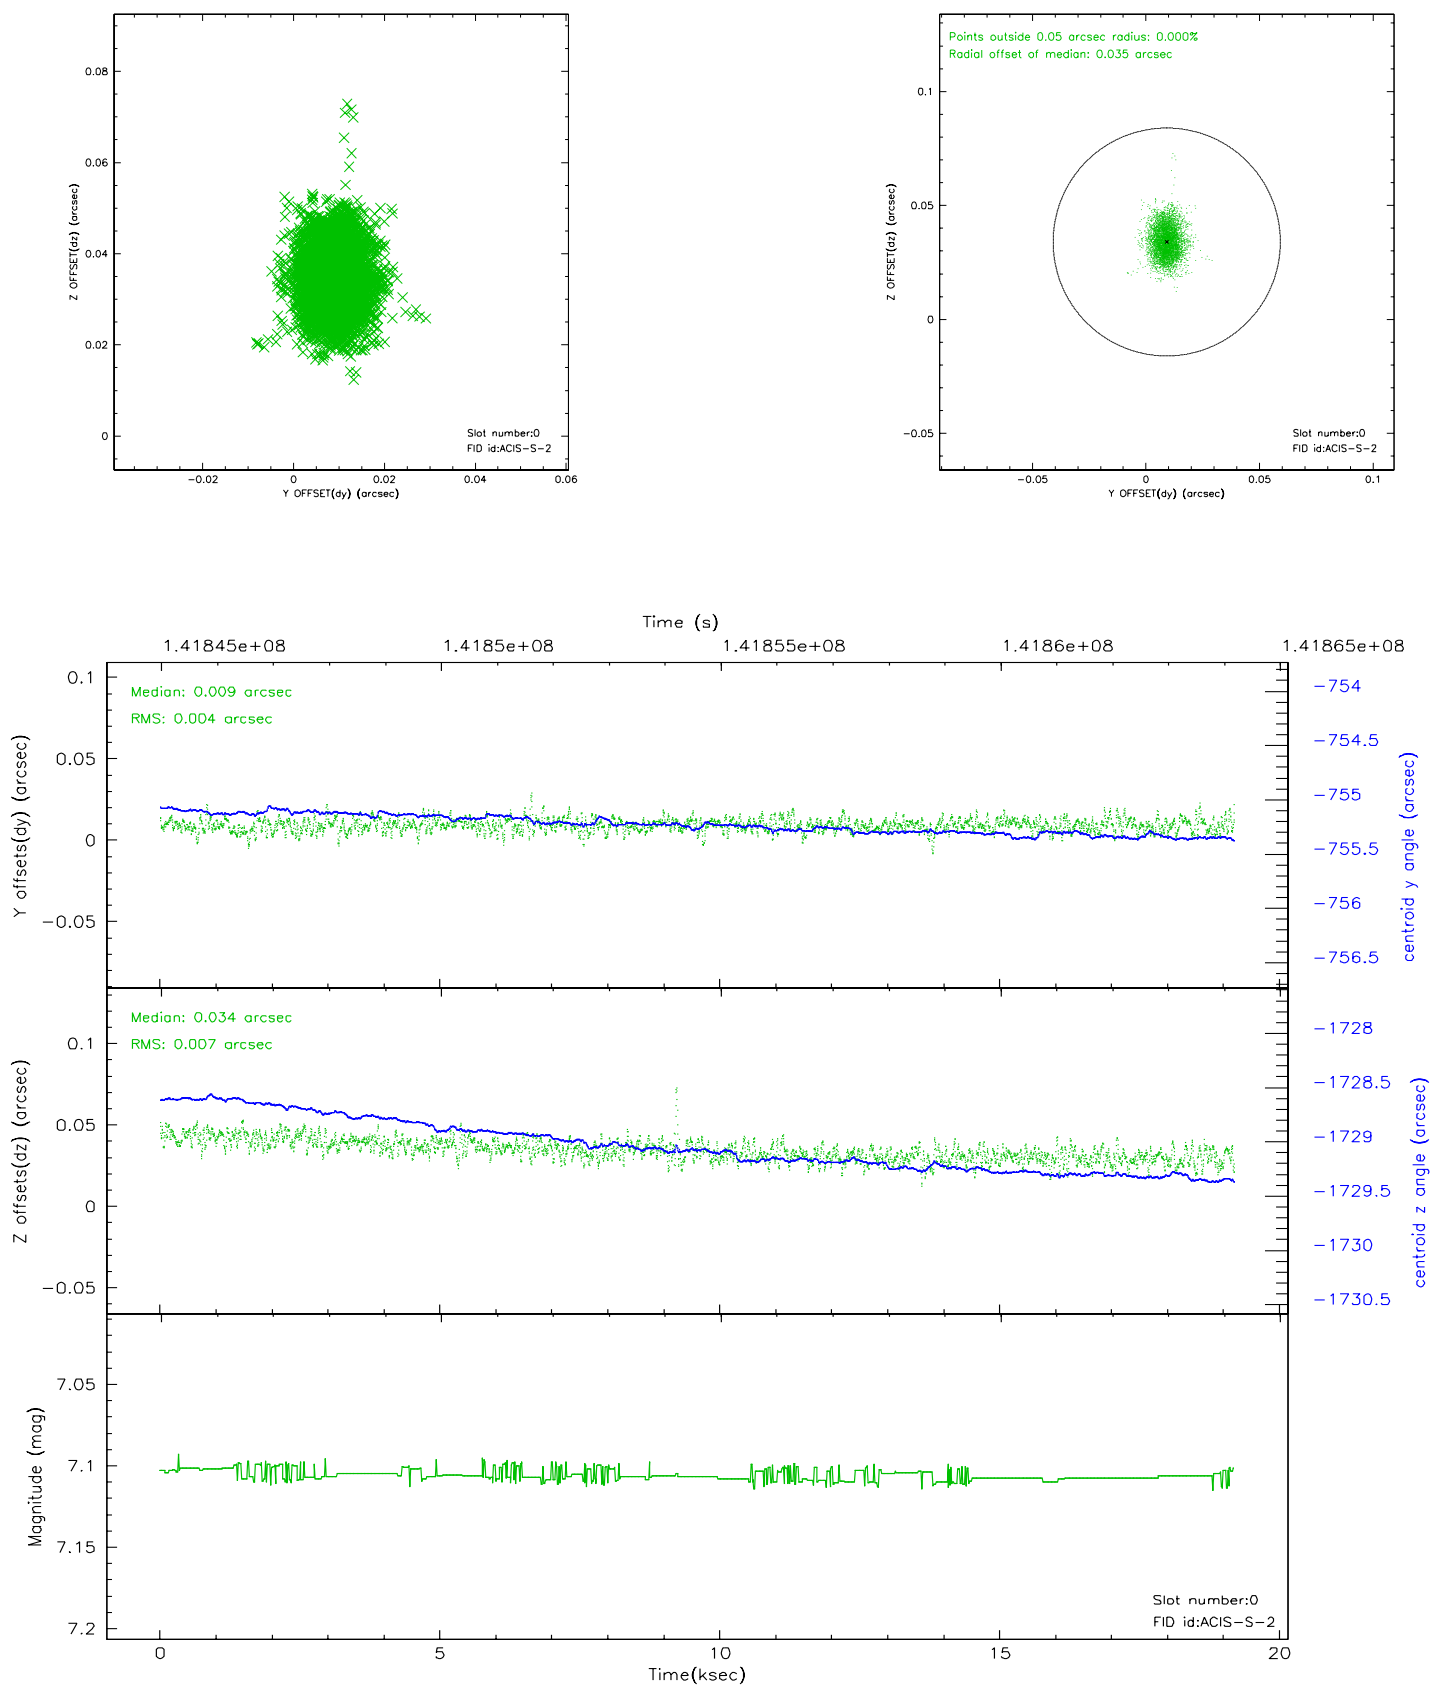 0.08
0.06
0.04
0.02
0
Z OFFSET(dz) (arcsec)
Slot number:0
FID id:ACIS-S-2
-0.02 0 0.02 0.04 0.06
Y OFFSET(dy) (arcsec)
Points outside 0.05 arcsec radius: 0.000%
Radial offset of median: 0.035 arcsec
0.1
0.05
0
-0.05
Z OFFSET(dz) (arcsec)
Slot number:0
FID id:ACIS-S-2
-0.05 0 0.05 0.1
Y OFFSET(dy) (arcsec)
Time (s)
1.41845e+08 1.4185e+08 1.41855e+08 1.4186e+08 1.41865e+08
Median: 0.009 arcsec
RMS: 0.004 arcsec
0.1
0.05
0
-0.05
Y offsets(dy) (arcsec)
-754
-754.5
-755
-755.5
-756
-756.5
centroid y angle (arcsec)
Median: 0.034 arcsec
RMS: 0.007 arcsec
0.1
0.05
0
-0.05
Z offsets(dz) (arcsec)
-1728
-1728.5
-1729
-1729.5
-1730
-1730.5
centroid z angle (arcsec)
7.05
7.1
7.15
7.2
Magnitude (mag)
Slot number:0
FID id:ACIS-S-2
0 5 10 15 20
Time(ksec)